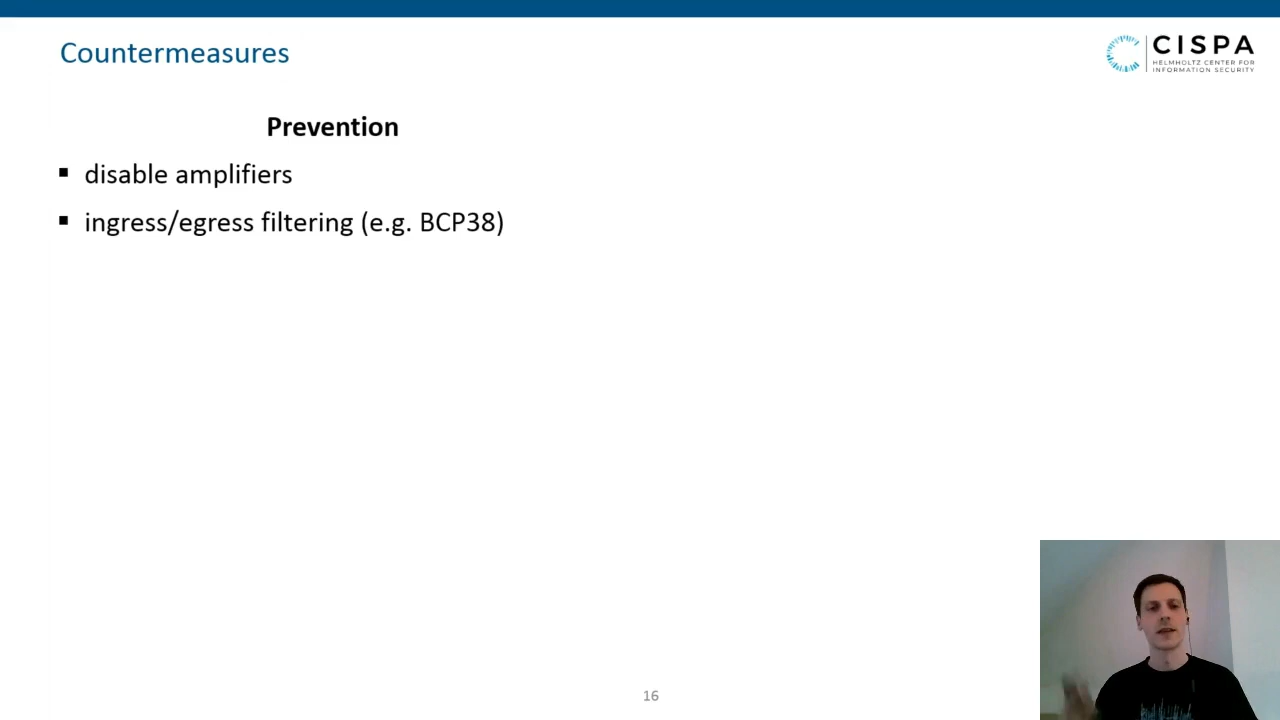 Countermeasures
CISPA
HELMHOLTZ CENTER FOR
INFORMATION SECURITY
Prevention
▪ disable amplifiers
▪ ingress/egress filtering (e.g. BCP38)
16